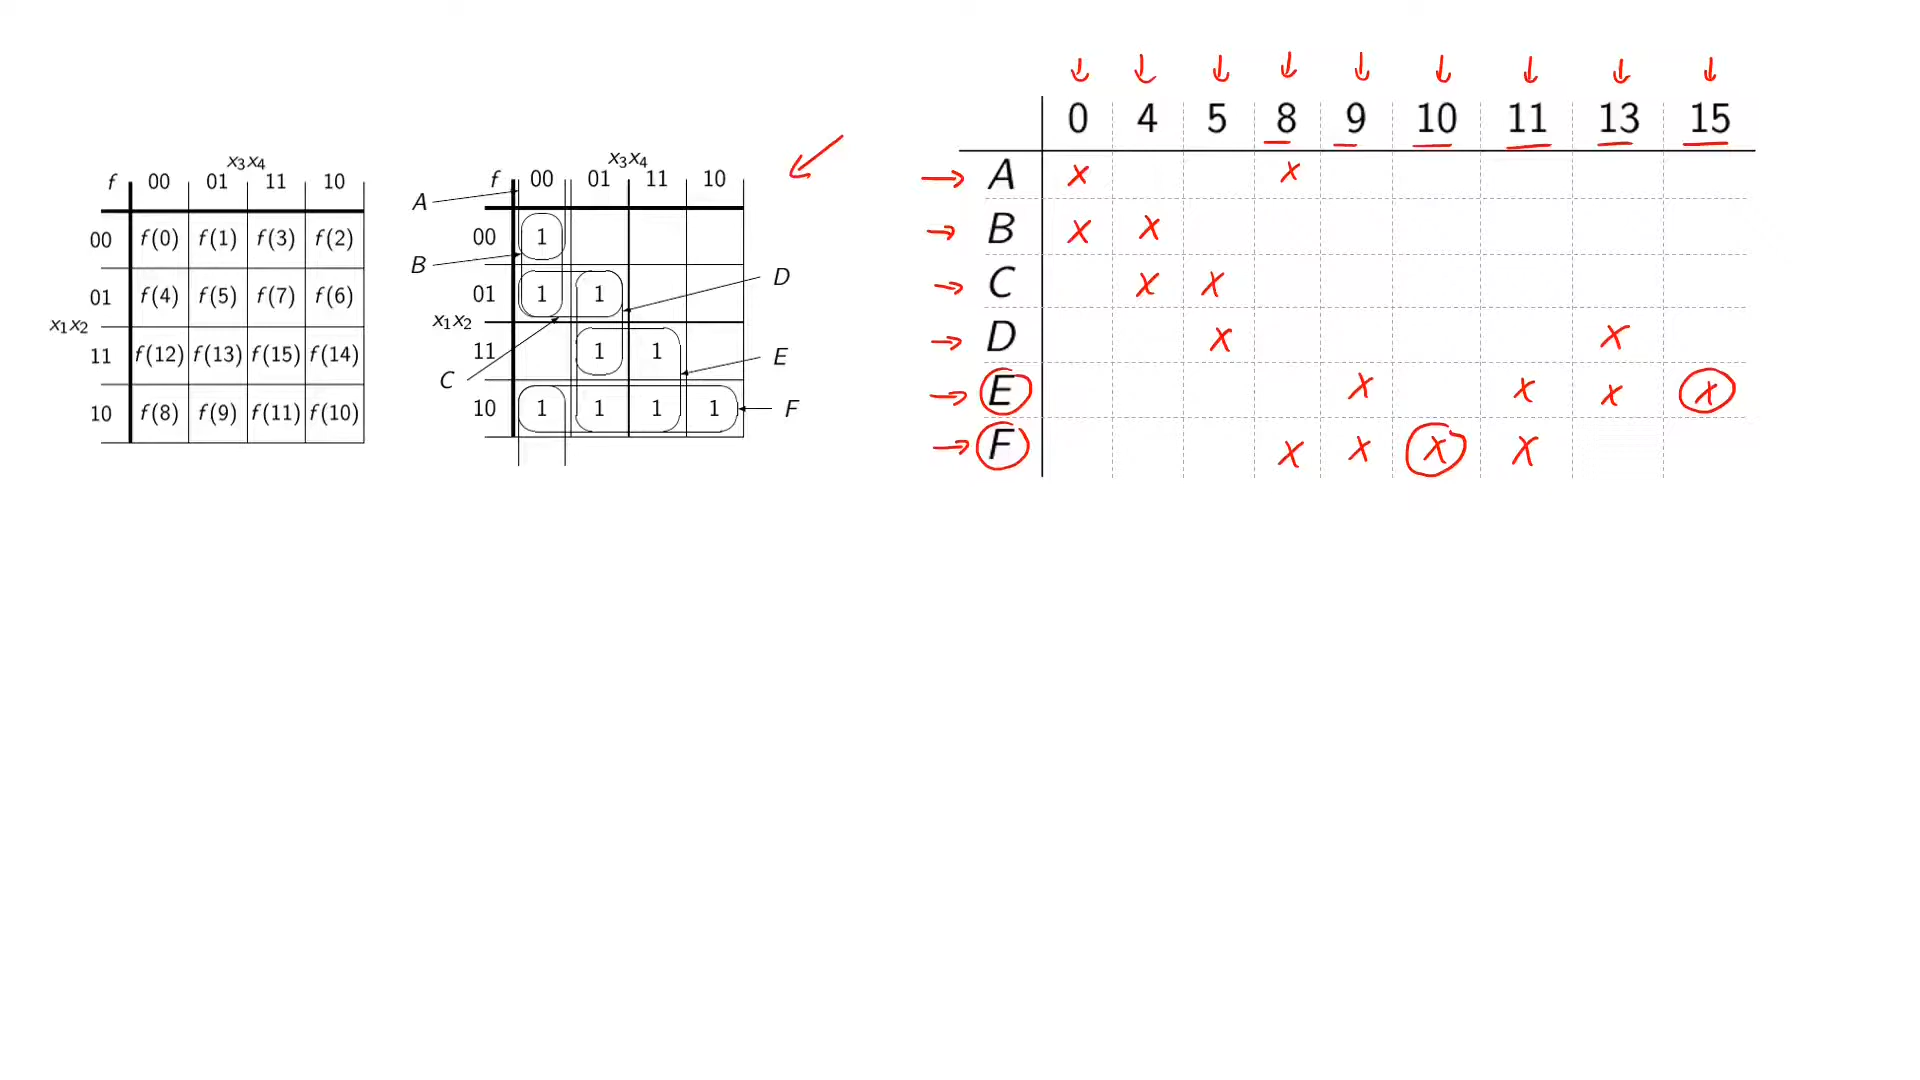 x₃x₄
f 00 01 11 10
00 f(0) f(1) f(3) f(2)
01 f(4) f(5) f(7) f(6)
x₁x₂
11 f(12) f(13) f(15) f(14)
10 f(8) f(9) f(11) f(10)
x₃x₄
f 00 01 11 10
A
00 1
B
D
01 1 1
x₁x₂
11 1 1
E
C
10 1 1 1 1
F
0 4 5 8 9 10 11 13 15
A x x
B x x
C x x
D x x
E x x x x
F x x x x